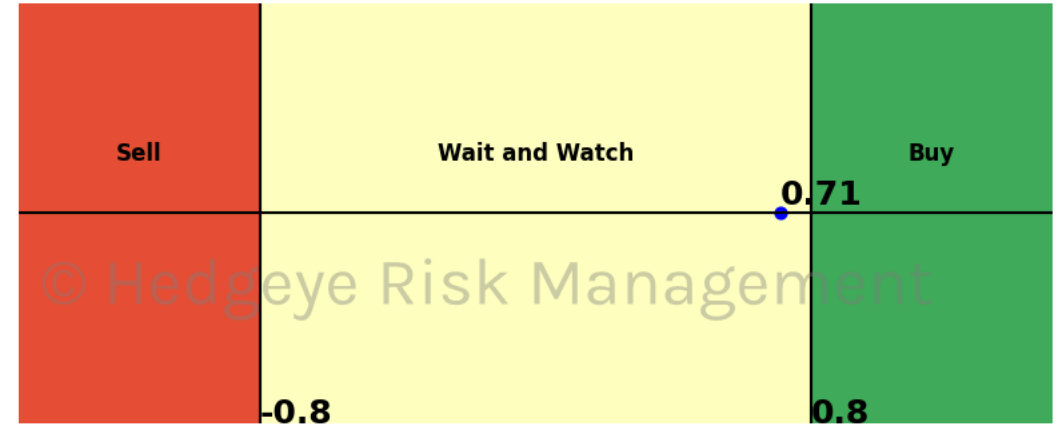 Sell
Wait and Watch
Buy
0.71
© Hedgeye Risk Management
-0.8
0.8